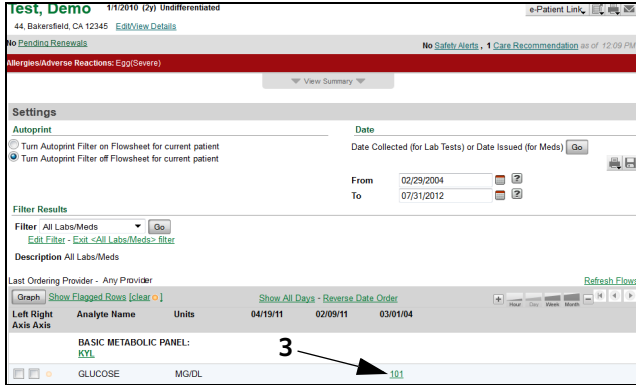 Test, Demo 1/1/2010 (2y) Undifferentiated e-Patient Link
44, Bakersfield, CA 12345 Edit/View Details
No Pending Renewals No Safety Alerts , 1 Care Recommendation as of 12:09 PM
Allergies/Adverse Reactions: Egg(Severe)
View Summary
Settings
Autoprint Date
Turn Autoprint Filter on Flowsheet for current patient Date Collected (for Lab Tests) or Date Issued (for Meds) Go
Turn Autoprint Filter off Flowsheet for current patient
From 02/29/2004 ?
To 07/31/2012 ?
Filter Results
Filter All Labs/Meds Go
Edit Filter - Exit <All Labs/Meds> filter
Description All Labs/Meds
Last Ordering Provider - Any Provider Refresh Flows
Graph Show Flagged Rows [clear ] Show All Days - Reverse Date Order + Hour Day Week Month -
Left Right Analyte Name Units 04/19/11 02/09/11 03/01/04
Axis Axis
BASIC METABOLIC PANEL:
KYL 3
GLUCOSE MG/DL 101